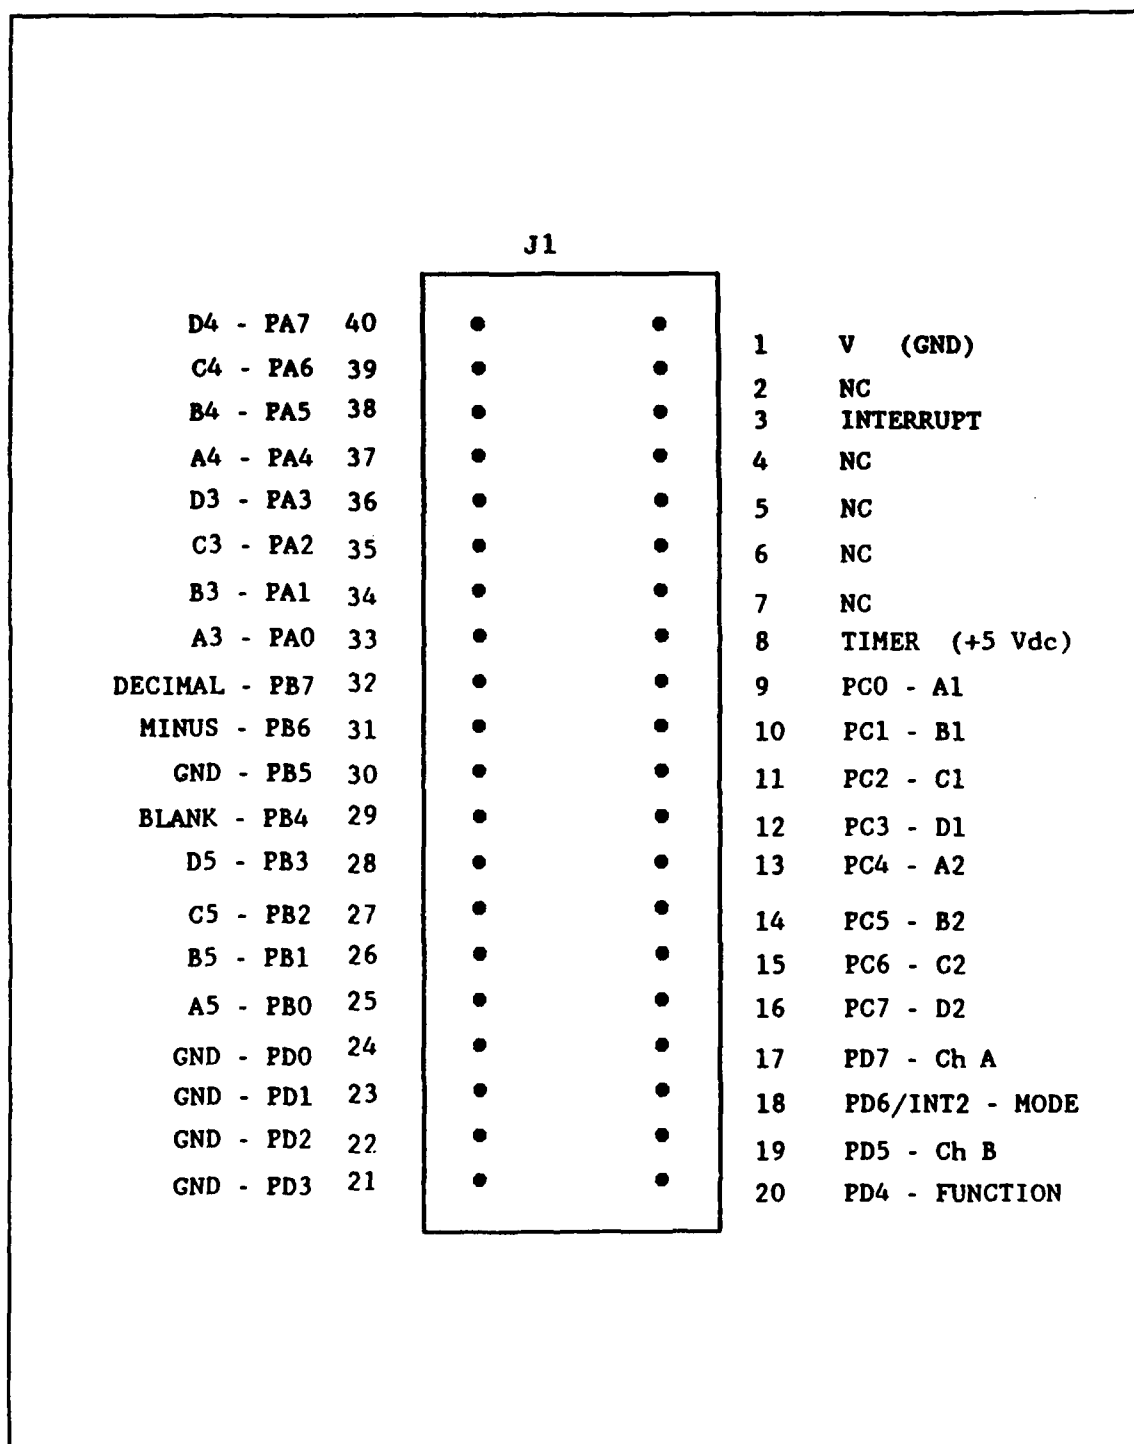 J1
D4 - PA7 40
C4 - PA6 39
B4 - PA5 38
A4 - PA4 37
D3 - PA3 36
C3 - PA2 35
B3 - PA1 34
A3 - PA0 33
DECIMAL - PB7 32
MINUS - PB6 31
GND - PB5 30
BLANK - PB4 29
D5 - PB3 28
C5 - PB2 27
B5 - PB1 26
A5 - PB0 25
GND - PD0 24
GND - PD1 23
GND - PD2 22
GND - PD3 21
1 V (GND)
2 NC
3 INTERRUPT
4 NC
5 NC
6 NC
7 NC
8 TIMER (+5 Vdc)
9 PC0 - A1
10 PC1 - B1
11 PC2 - C1
12 PC3 - D1
13 PC4 - A2
14 PC5 - B2
15 PC6 - C2
16 PC7 - D2
17 PD7 - Ch A
18 PD6/INT2 - MODE
19 PD5 - Ch B
20 PD4 - FUNCTION